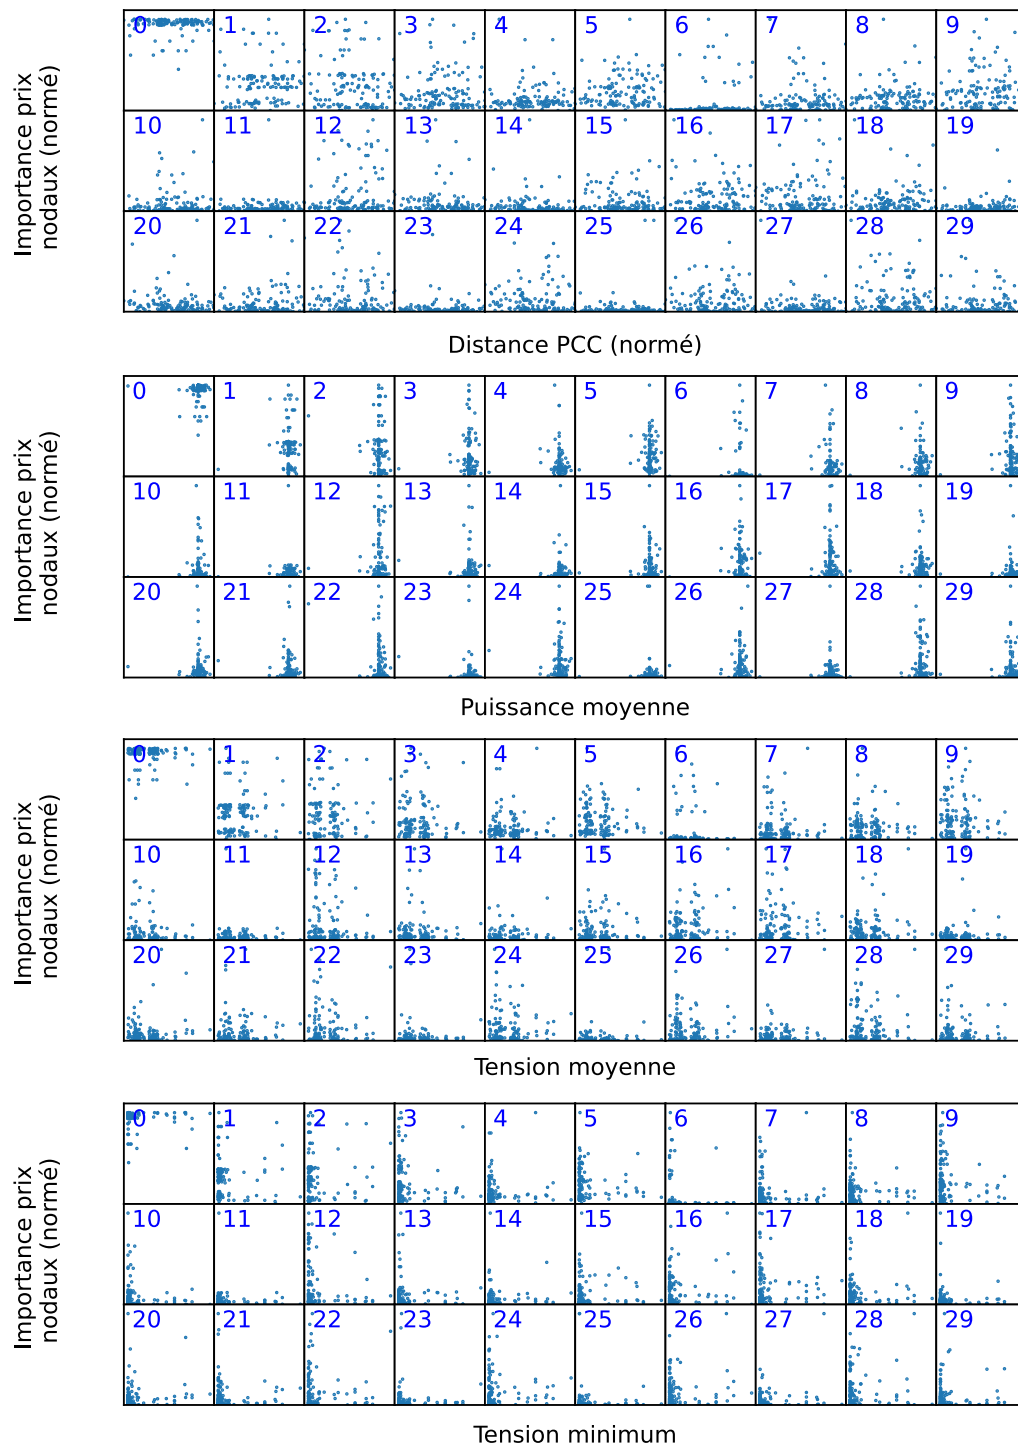 0 1 2 3 4 5 6 7 8 9
10 11 12 13 14 15 16 17 18 19
20 21 22 23 24 25 26 27 28 29
Importance prix
nodaux (normé)
Distance PCC (normé)
0 1 2 3 4 5 6 7 8 9
10 11 12 13 14 15 16 17 18 19
20 21 22 23 24 25 26 27 28 29
Importance prix
nodaux (normé)
Puissance moyenne
0 1 2 3 4 5 6 7 8 9
10 11 12 13 14 15 16 17 18 19
20 21 22 23 24 25 26 27 28 29
Importance prix
nodaux (normé)
Tension moyenne
0 1 2 3 4 5 6 7 8 9
10 11 12 13 14 15 16 17 18 19
20 21 22 23 24 25 26 27 28 29
Importance prix
nodaux (normé)
Tension minimum